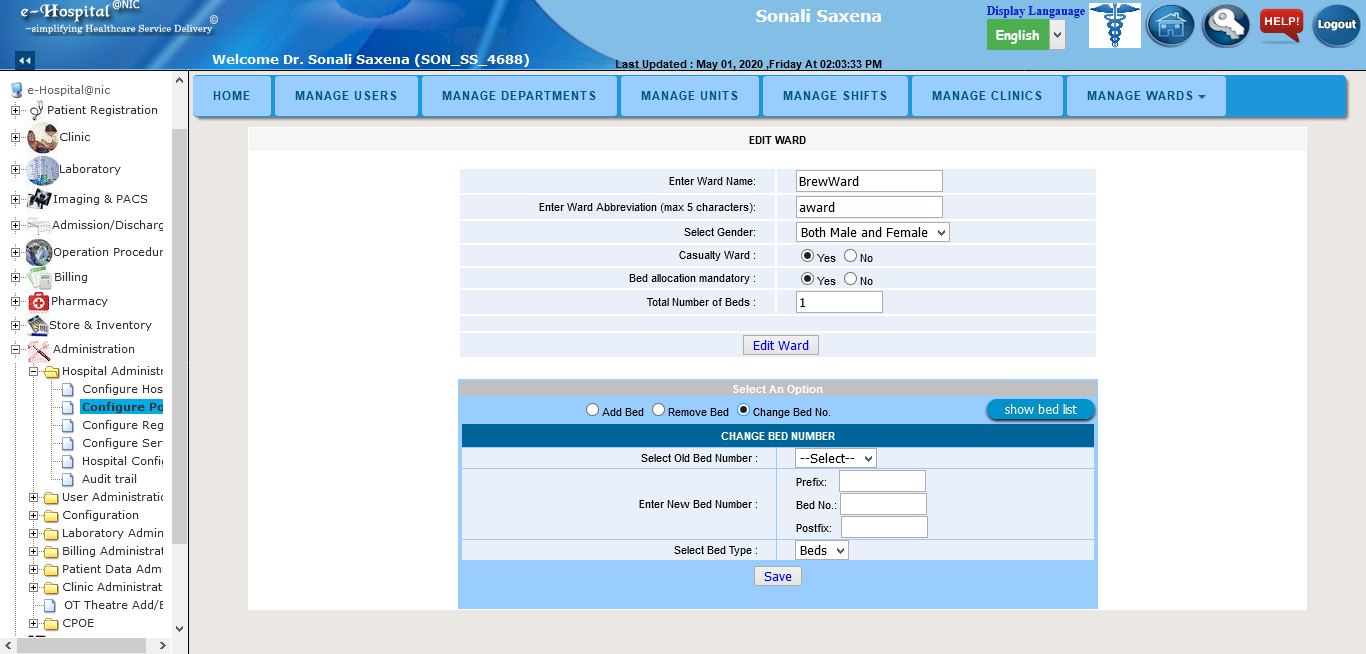 e-Hospital @NIC ©
~simplifying Healthcare Service Delivery
Sonali Saxena
Display Langauage
English
HELP!
Logout
Welcome Dr. Sonali Saxena (SON_SS_4688)
Last Updated : May 01, 2020 ,Friday At 02:03:33 PM
e-Hospital@nic
Patient Registration
Clinic
Laboratory
Imaging & PACS
Admission/Discharg
Operation Procedur
Billing
Pharmacy
Store & Inventory
Administration
Hospital Administr
Configure Hos
Configure Po
Configure Reg
Configure Ser
Hospital Confi
Audit trail
User Administratio
Configuration
Laboratory Admin
Billing Administrat
Patient Data Adm
Clinic Administrat
OT Theatre Add/E
CPOE
HOME
MANAGE USERS
MANAGE DEPARTMENTS
MANAGE UNITS
MANAGE SHIFTS
MANAGE CLINICS
MANAGE WARDS
EDIT WARD
Enter Ward Name: BrewWard
Enter Ward Abbreviation (max 5 characters): award
Select Gender: Both Male and Female
Casualty Ward : Yes No
Bed allocation mandatory : Yes No
Total Number of Beds : 1
Edit Ward
Select An Option
Add Bed Remove Bed Change Bed No.
show bed list
CHANGE BED NUMBER
Select Old Bed Number : --Select--
Prefix:
Enter New Bed Number : Bed No.:
Postfix:
Select Bed Type : Beds
Save